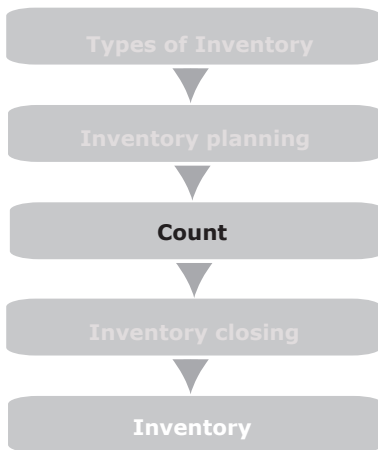 Types of Inventory
Inventory planning
Count
Inventory closing
Inventory